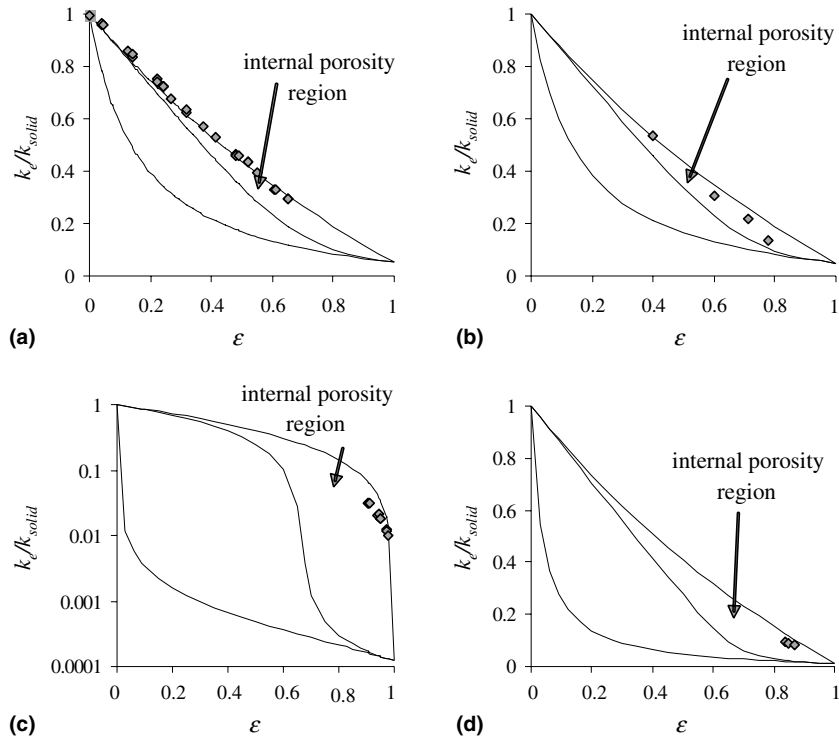 1
0.8
0.6
0.4
0.2
0
k_e/k_solid
internal porosity
region
0 0.2 0.4 0.6 0.8 1
(a)
ε
1
0.8
0.6
0.4
0.2
0
k_e/k_solid
internal porosity
region
0 0.2 0.4 0.6 0.8 1
(b)
ε
1
0.1
0.01
0.001
0.0001
k_e/k_solid
internal porosity
region
0 0.2 0.4 0.6 0.8 1
(c)
ε
1
0.8
0.6
0.4
0.2
0
k_e/k_solid
internal porosity
region
0 0.2 0.4 0.6 0.8 1
(d)
ε